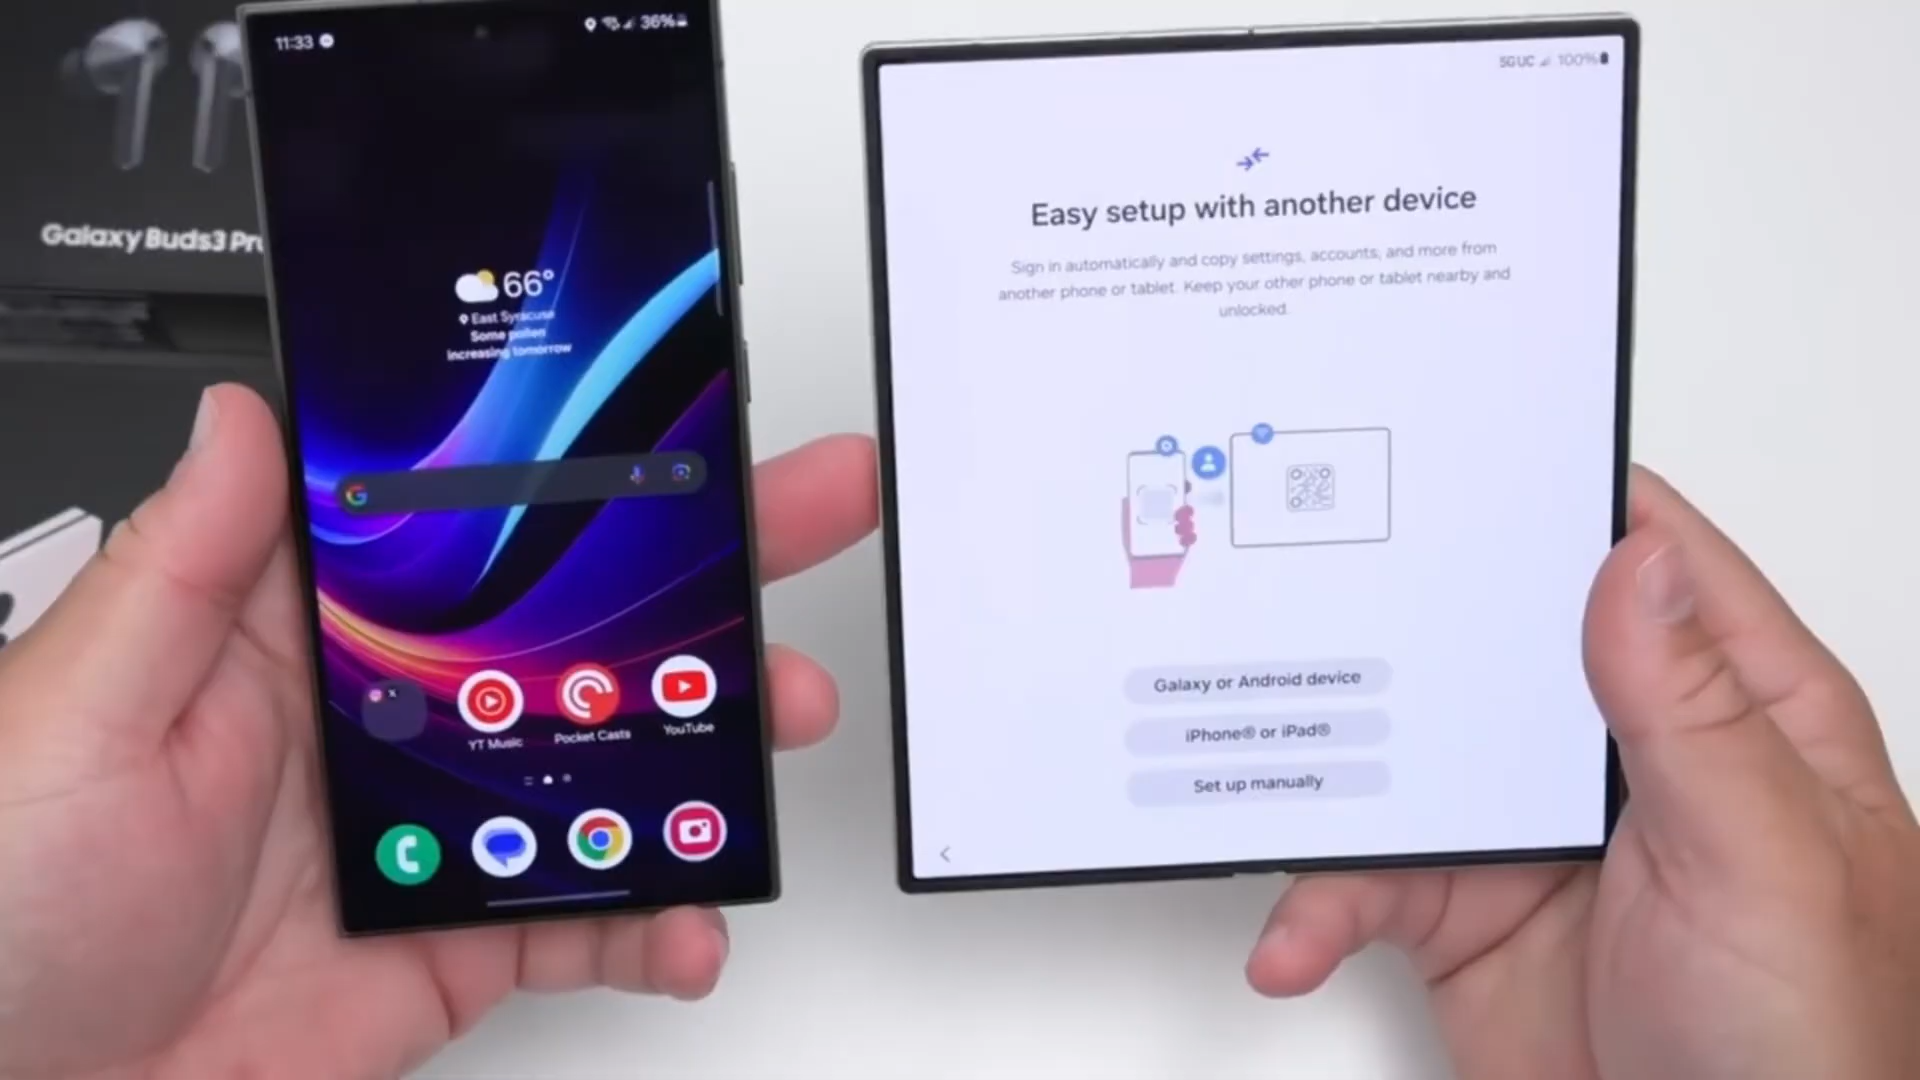 Galaxy Buds3 Pro
11:33
36%
66°
East Syracuse
Some pollen
increasing tomorrow
YT Music
Pocket Casts
YouTube
5G UC
100%
Easy setup with another device
Sign in automatically and copy settings, accounts, and more from
another phone or tablet. Keep your other phone or tablet nearby and
unlocked.
Galaxy or Android device
iPhone® or iPad®
Set up manually